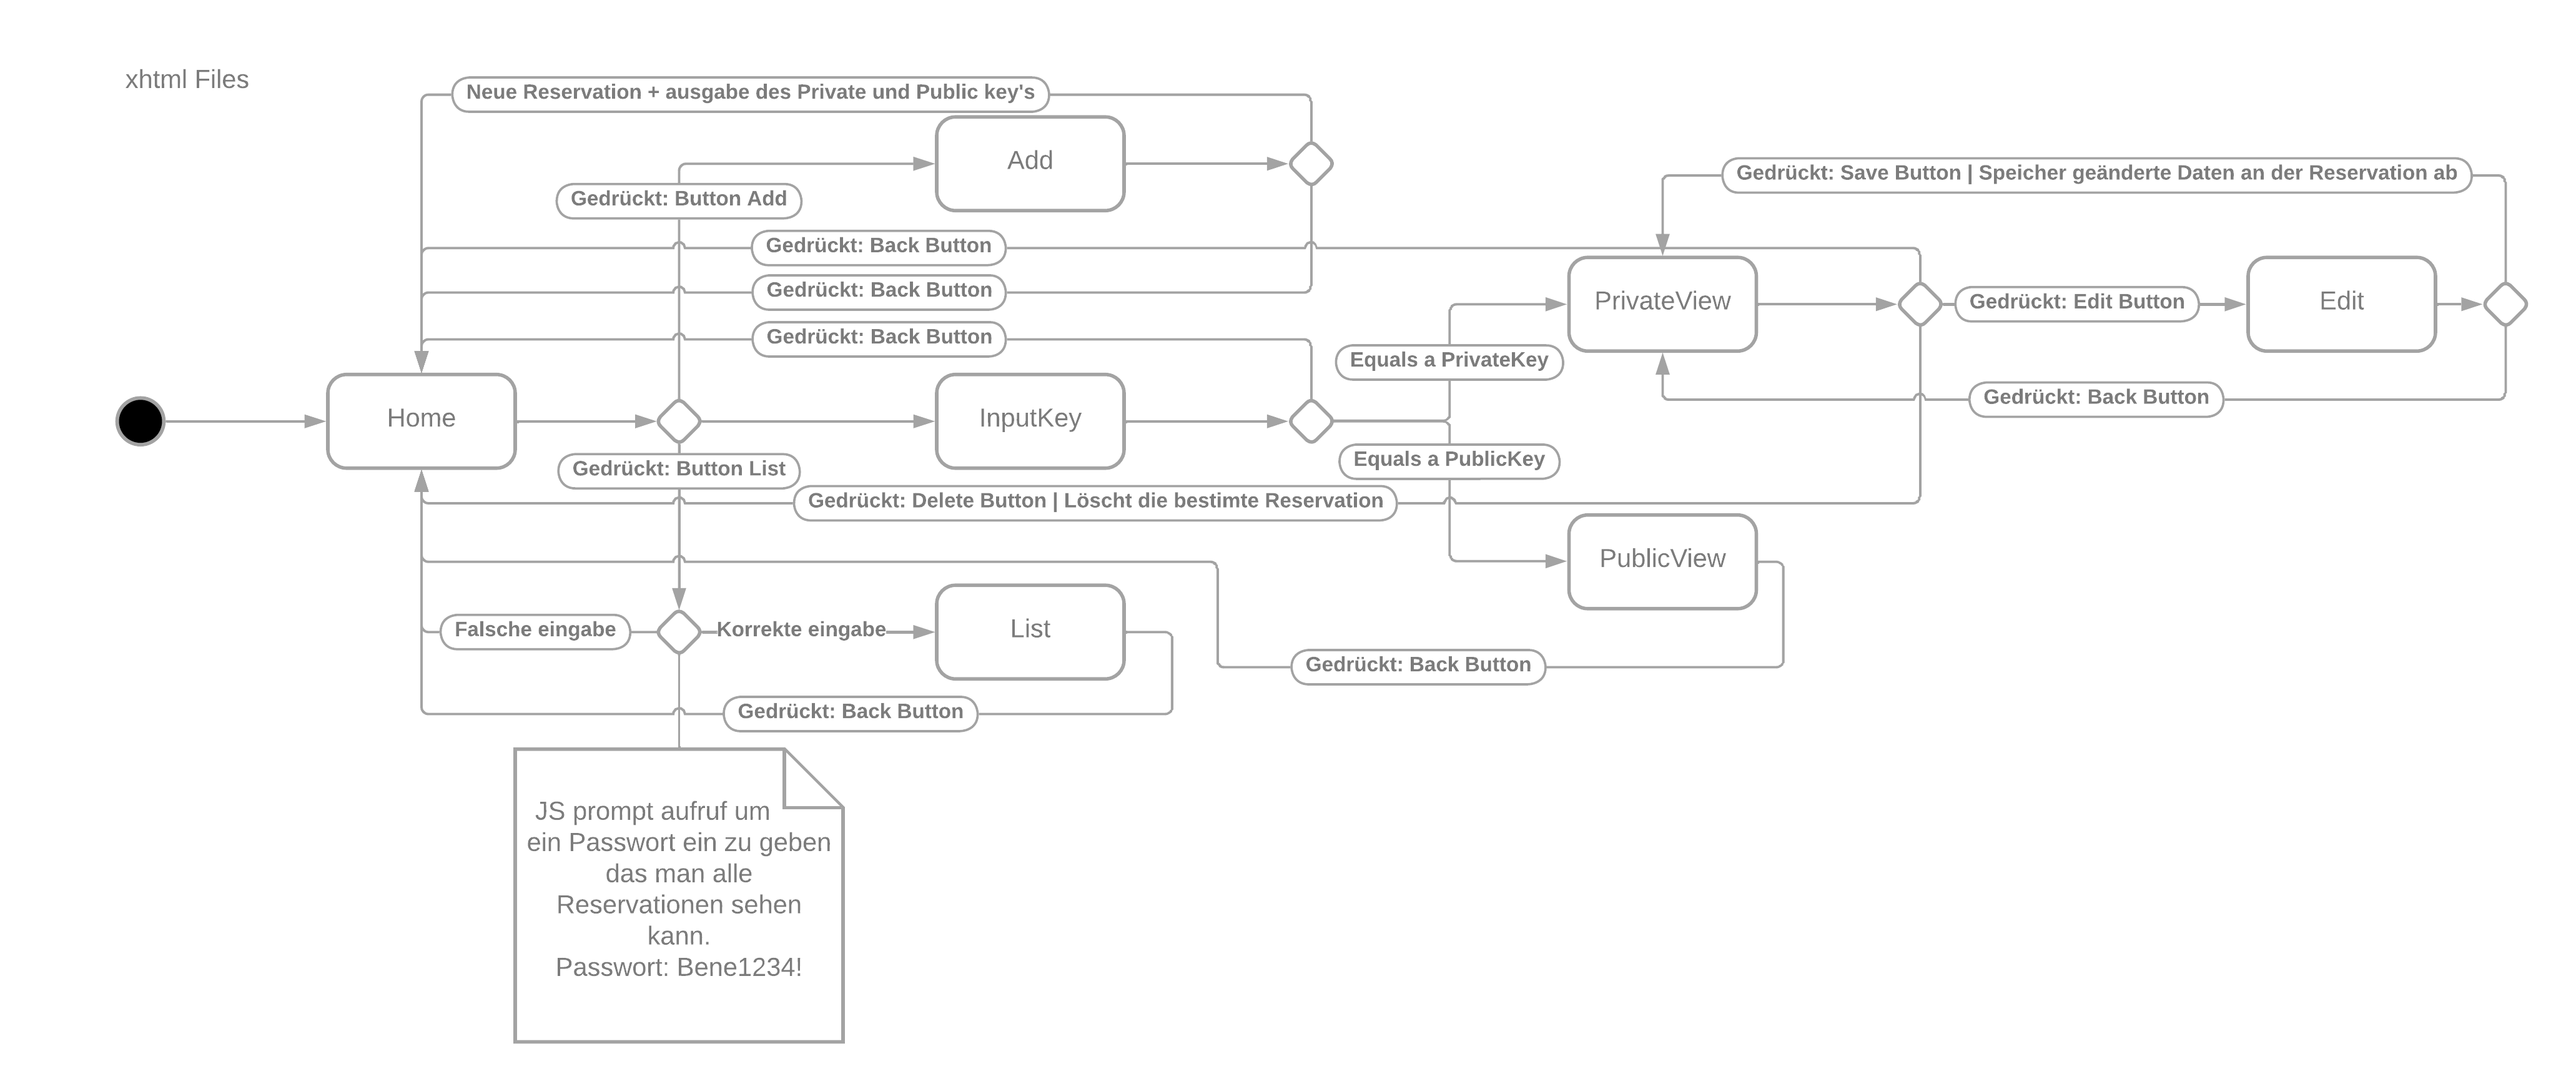 xhtml Files
Neue Reservation + ausgabe des Private und Public key's
Add
Gedrückt: Save Button | Speicher geänderte Daten an der Reservation ab
Gedrückt: Button Add
Gedrückt: Back Button
Gedrückt: Back Button
PrivateView
Gedrückt: Edit Button
Edit
Gedrückt: Back Button
Equals a PrivateKey
Gedrückt: Back Button
Home
InputKey
Equals a PublicKey
Gedrückt: Button List
Gedrückt: Delete Button | Löscht die bestimte Reservation
PublicView
Falsche eingabe
Korrekte eingabe
List
Gedrückt: Back Button
Gedrückt: Back Button
JS prompt aufruf um
ein Passwort ein zu geben
das man alle
Reservationen sehen
kann.
Passwort: Bene1234!